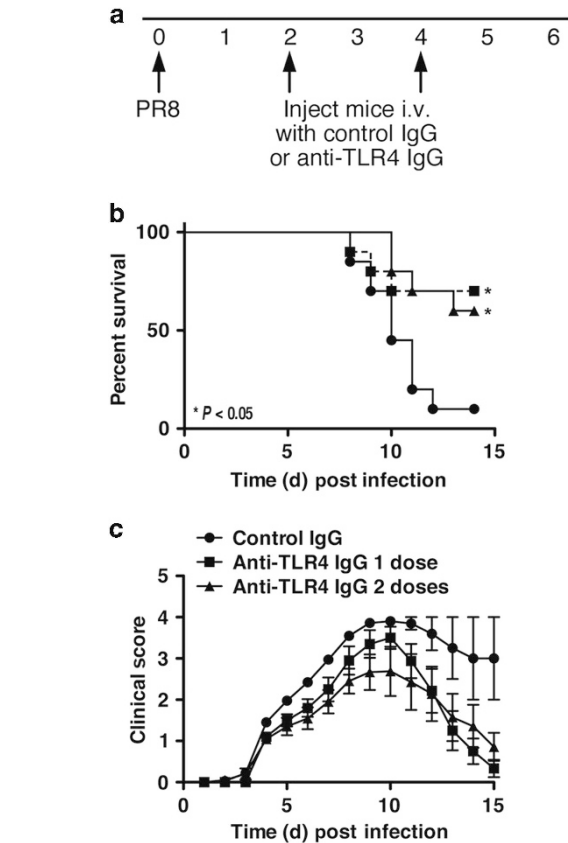 a
0 1 2 3 4 5 6
PR8
Inject mice i.v.
with control IgG
or anti-TLR4 IgG
b
Percent survival
100
50
0
* P < 0.05
*
*
0 5 10 15
Time (d) post infection
c
Control IgG
Anti-TLR4 IgG 1 dose
Anti-TLR4 IgG 2 doses
Clinical score
5
4
3
2
1
0
0 5 10 15
Time (d) post infection